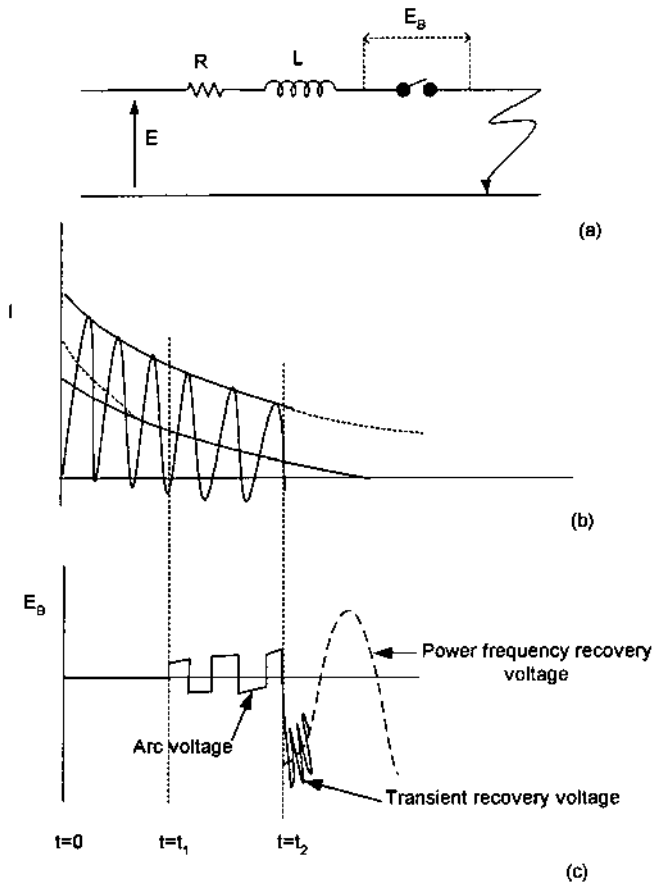 E_B
R L
E
(a)
I
(b)
E_B
Power frequency recovery
voltage
Arc voltage
Transient recovery voltage
t=0 t=t₁ t=t₂
(c)